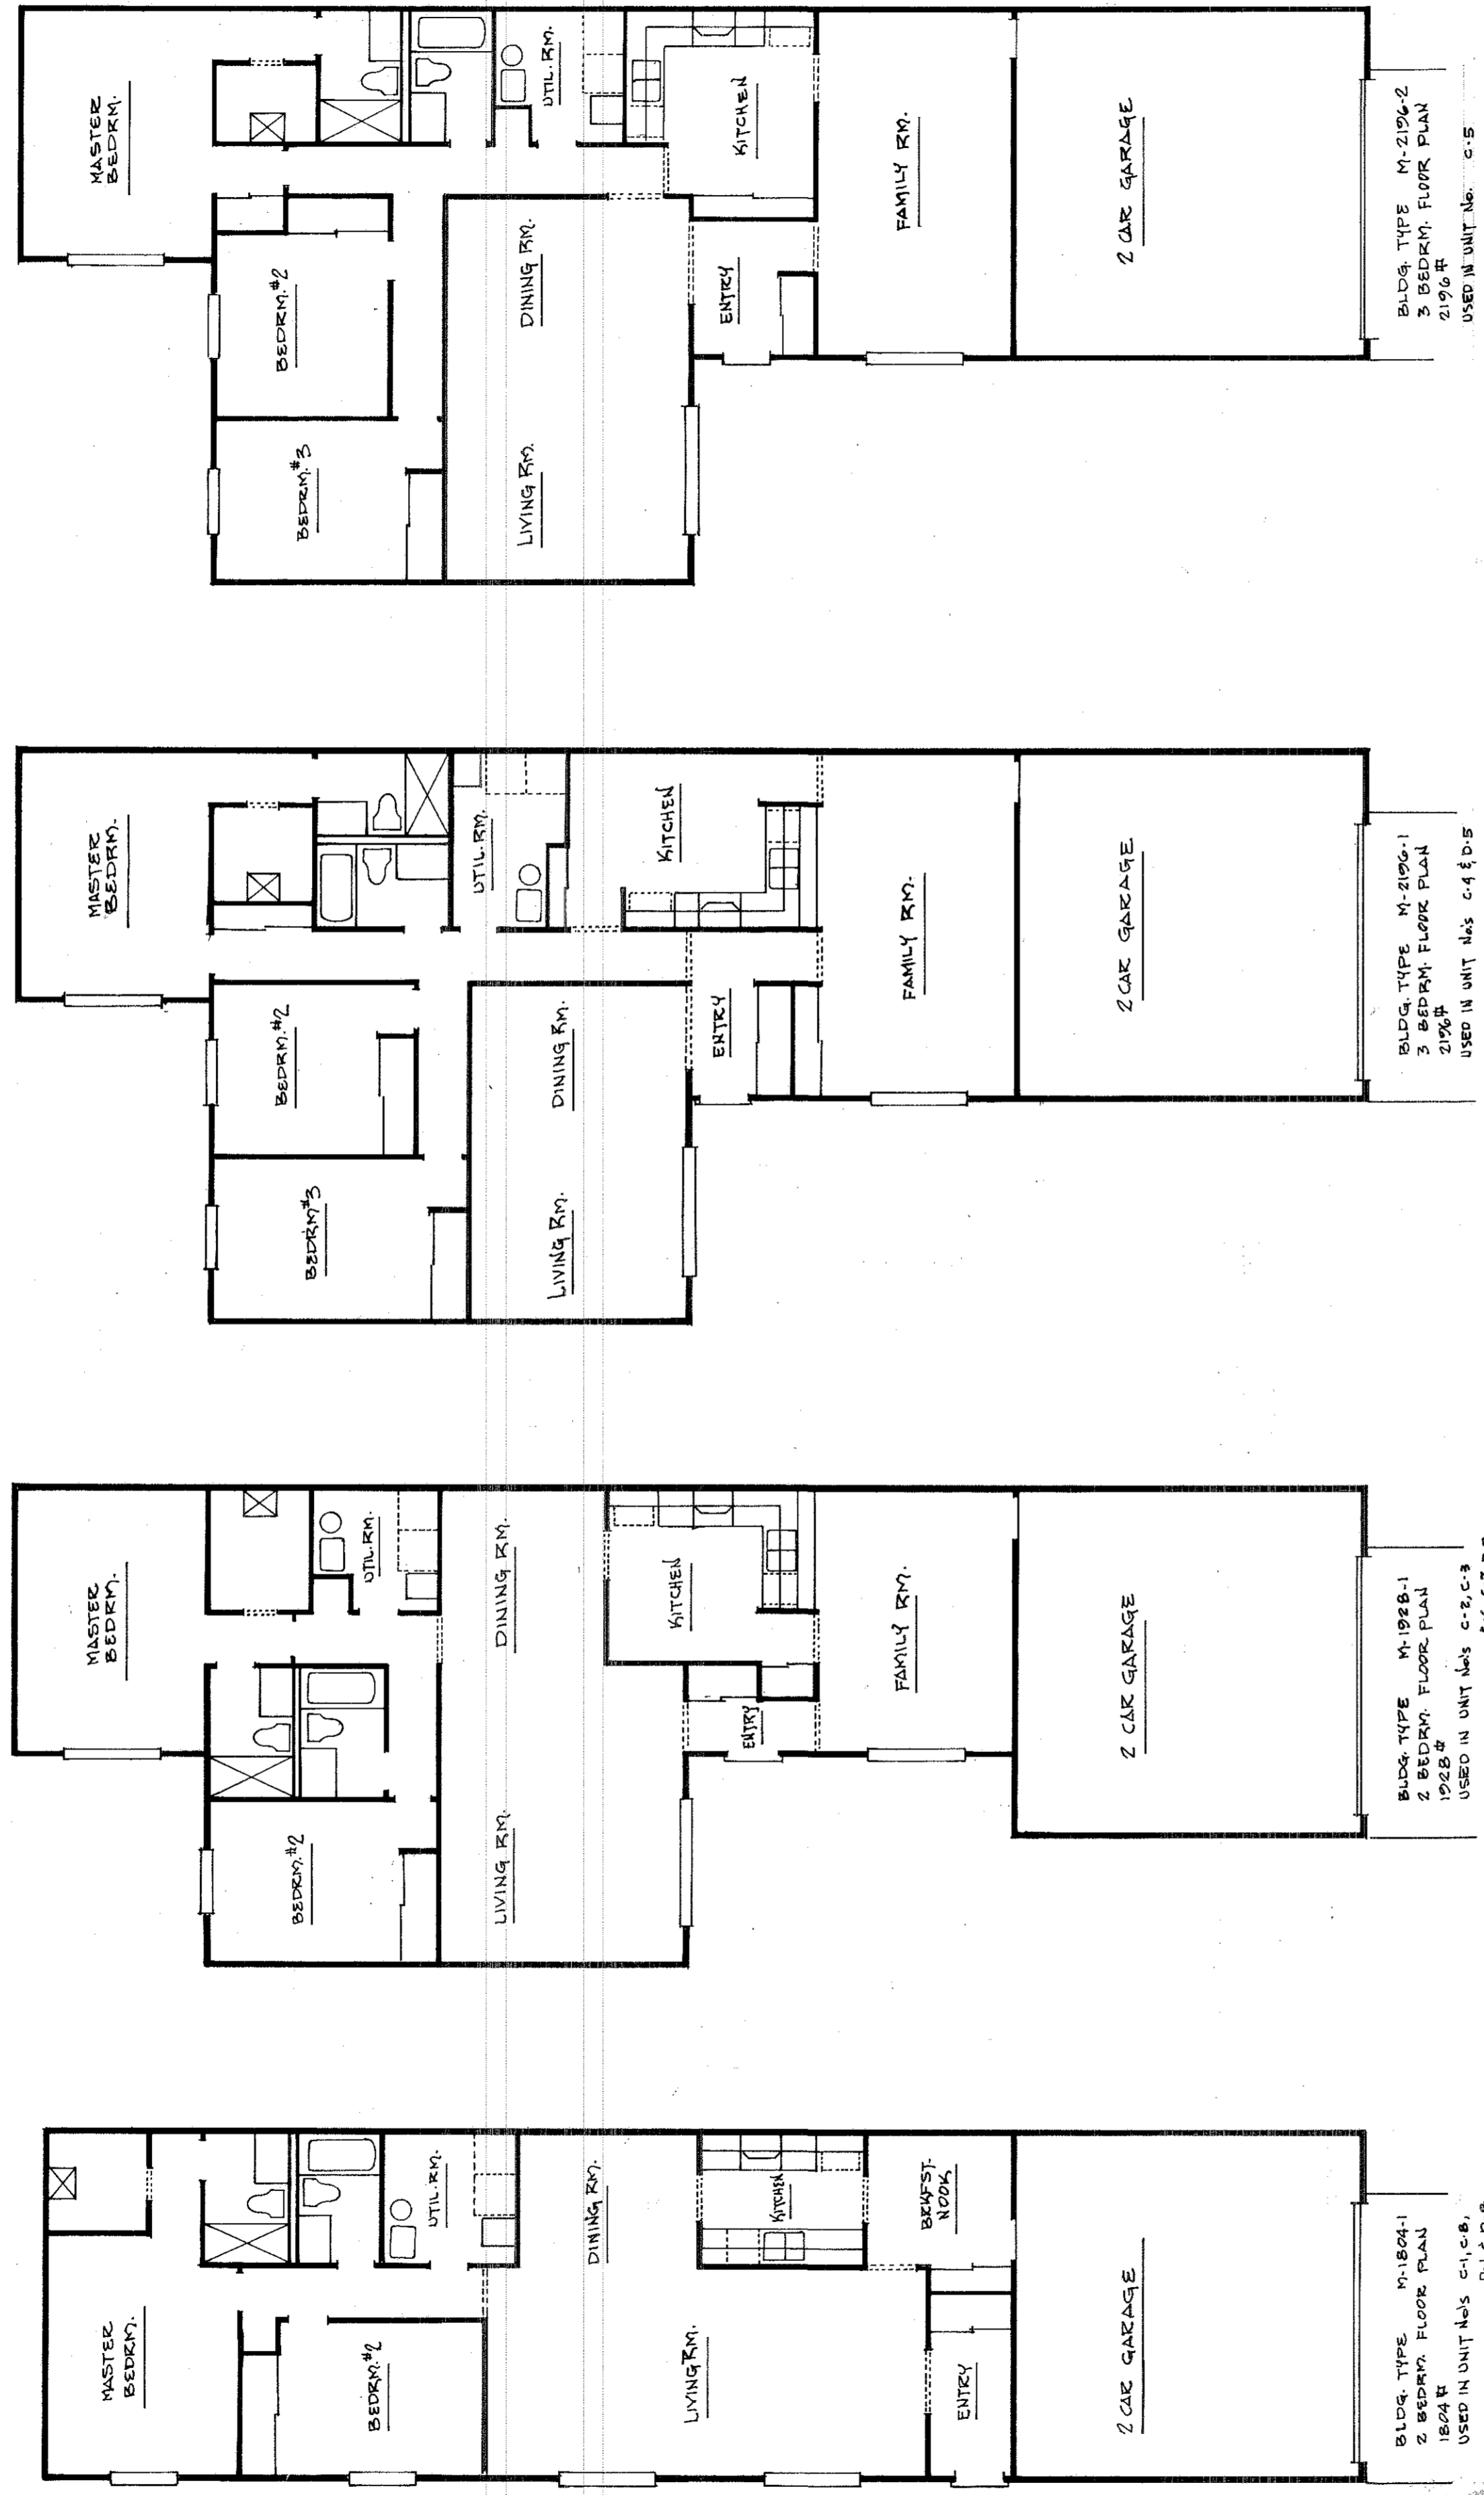 MASTER
BEDRM.
UTIL. RM.
KITCHEN
BEDRM. #2
BEDRM. #3
DINING RM.
LIVING RM.
ENTRY
FAMILY RM.
2 CAR GARAGE
BLDG. TYPE M-2196-2
3 BEDRM. FLOOR PLAN
2196#
USED IN UNIT No. C-5
MASTER
BEDRM.
UTIL. RM.
KITCHEN
BEDRM. #2
BEDRM #3
DINING RM.
LIVING RM.
ENTRY
FAMILY RM.
2 CAR GARAGE
BLDG. TYPE M-2196-1
3 BEDRM. FLOOR PLAN
2196#
USED IN UNIT No's C-4 & D-5
MASTER
BEDRM.
UTIL. RM.
DINING RM.
KITCHEN
BEDRM. #2
LIVING RM.
ENTRY
FAMILY RM.
2 CAR GARAGE
BLDG. TYPE M-1928-1
2 BEDRM. FLOOR PLAN
1928#
USED IN UNIT No's C-2, C-3
MASTER
BEDRM.
UTIL. RM.
DINING RM.
KITCHEN
BRKFST.
NOOK
BEDRM. #2
LIVING RM.
ENTRY
2 CAR GARAGE
BLDG. TYPE M-1804-1
2 BEDRM. FLOOR PLAN
1804#
USED IN UNIT No's C-1, C-8,